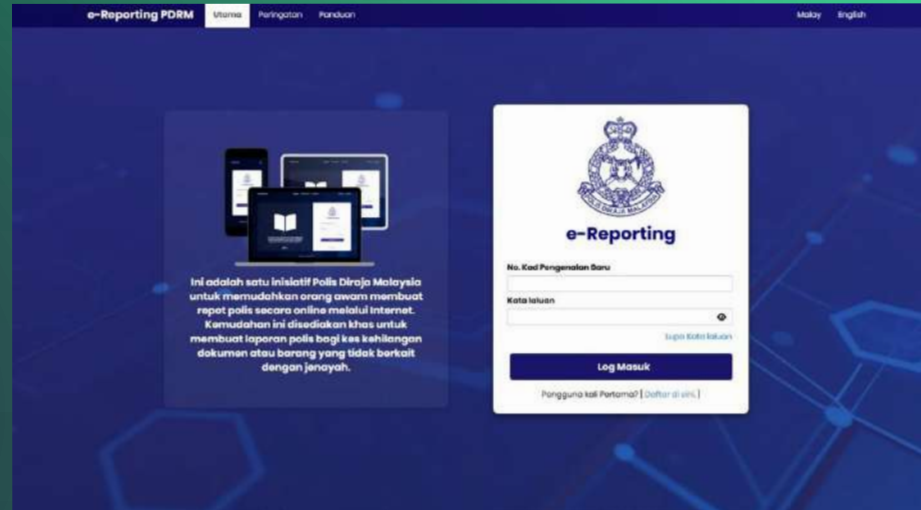 e-Reporting PDRM Utama Peringatan Panduan Malay English
Ini adalah satu inisiatif Polis Diraja Malaysia
untuk memudahkan orang awam membuat
repot polis secara online melalui Internet.
Kemudahan ini disediakan khas untuk
membuat laporan polis bagi kes kehilangan
dokumen atau barang yang tidak berkait
dengan jenayah.
POLIS DIRAJA MALAYSIA
e-Reporting
No. Kad Pengenalan Baru
Kata laluan
Lupa Kata laluan
Log Masuk
Pengguna kali Pertama? [ Daftar di sini. ]